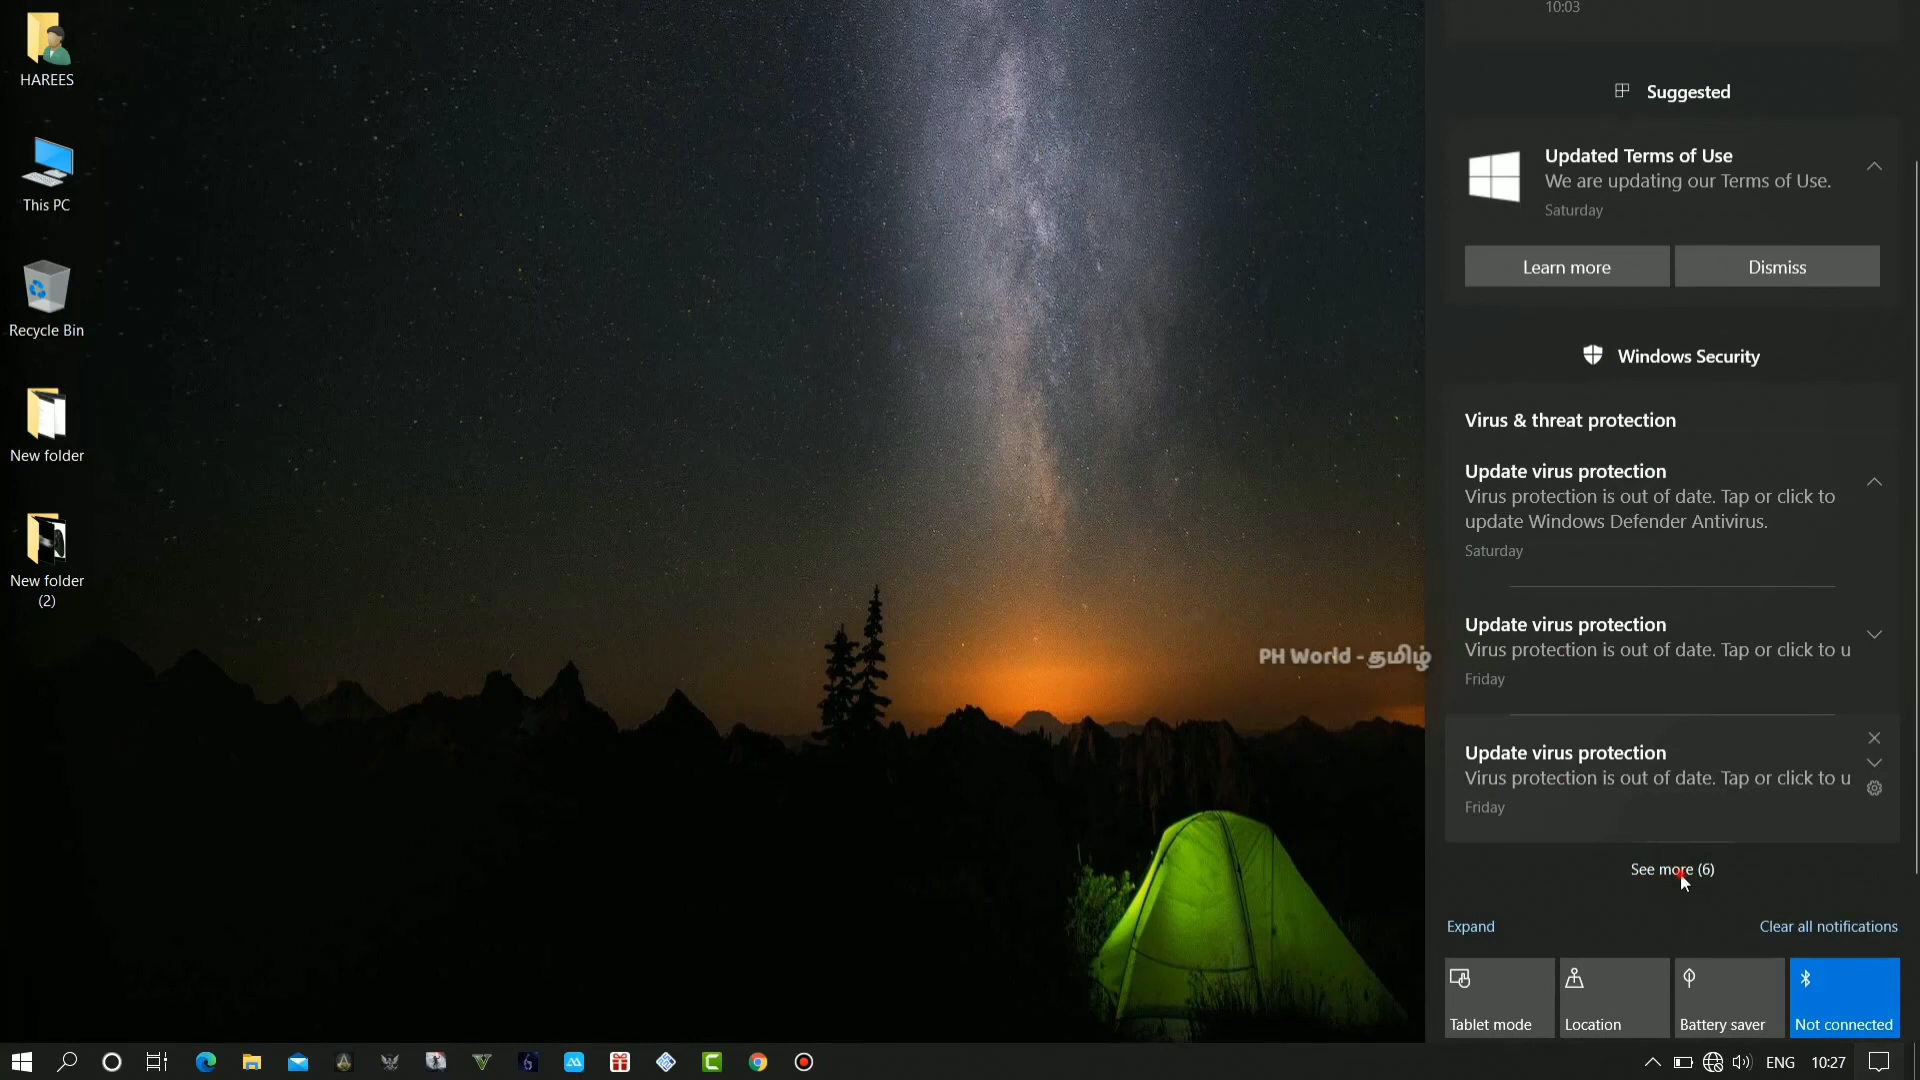 HAREES
This PC
Recycle Bin
New folder
New folder
(2)
PH World - தமிழ்
10:03
Suggested
Updated Terms of Use
We are updating our Terms of Use.
Saturday
Learn more
Dismiss
Windows Security
Virus & threat protection
Update virus protection
Virus protection is out of date. Tap or click to
update Windows Defender Antivirus.
Saturday
Update virus protection
Virus protection is out of date. Tap or click to u
Friday
Update virus protection
Virus protection is out of date. Tap or click to u
Friday
See more (6)
Expand
Clear all notifications
Tablet mode
Location
Battery saver
Not connected
ENG
10:27